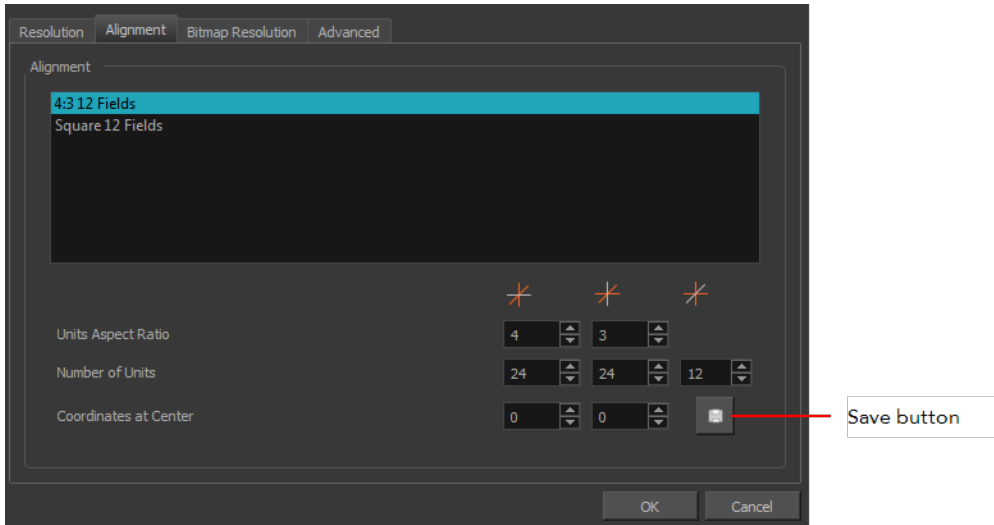 Resolution Alignment Bitmap Resolution Advanced
Alignment
4:3 12 Fields
Square 12 Fields
Units Aspect Ratio 4 3
Number of Units 24 24 12
Coordinates at Center 0 0 Save button
OK Cancel